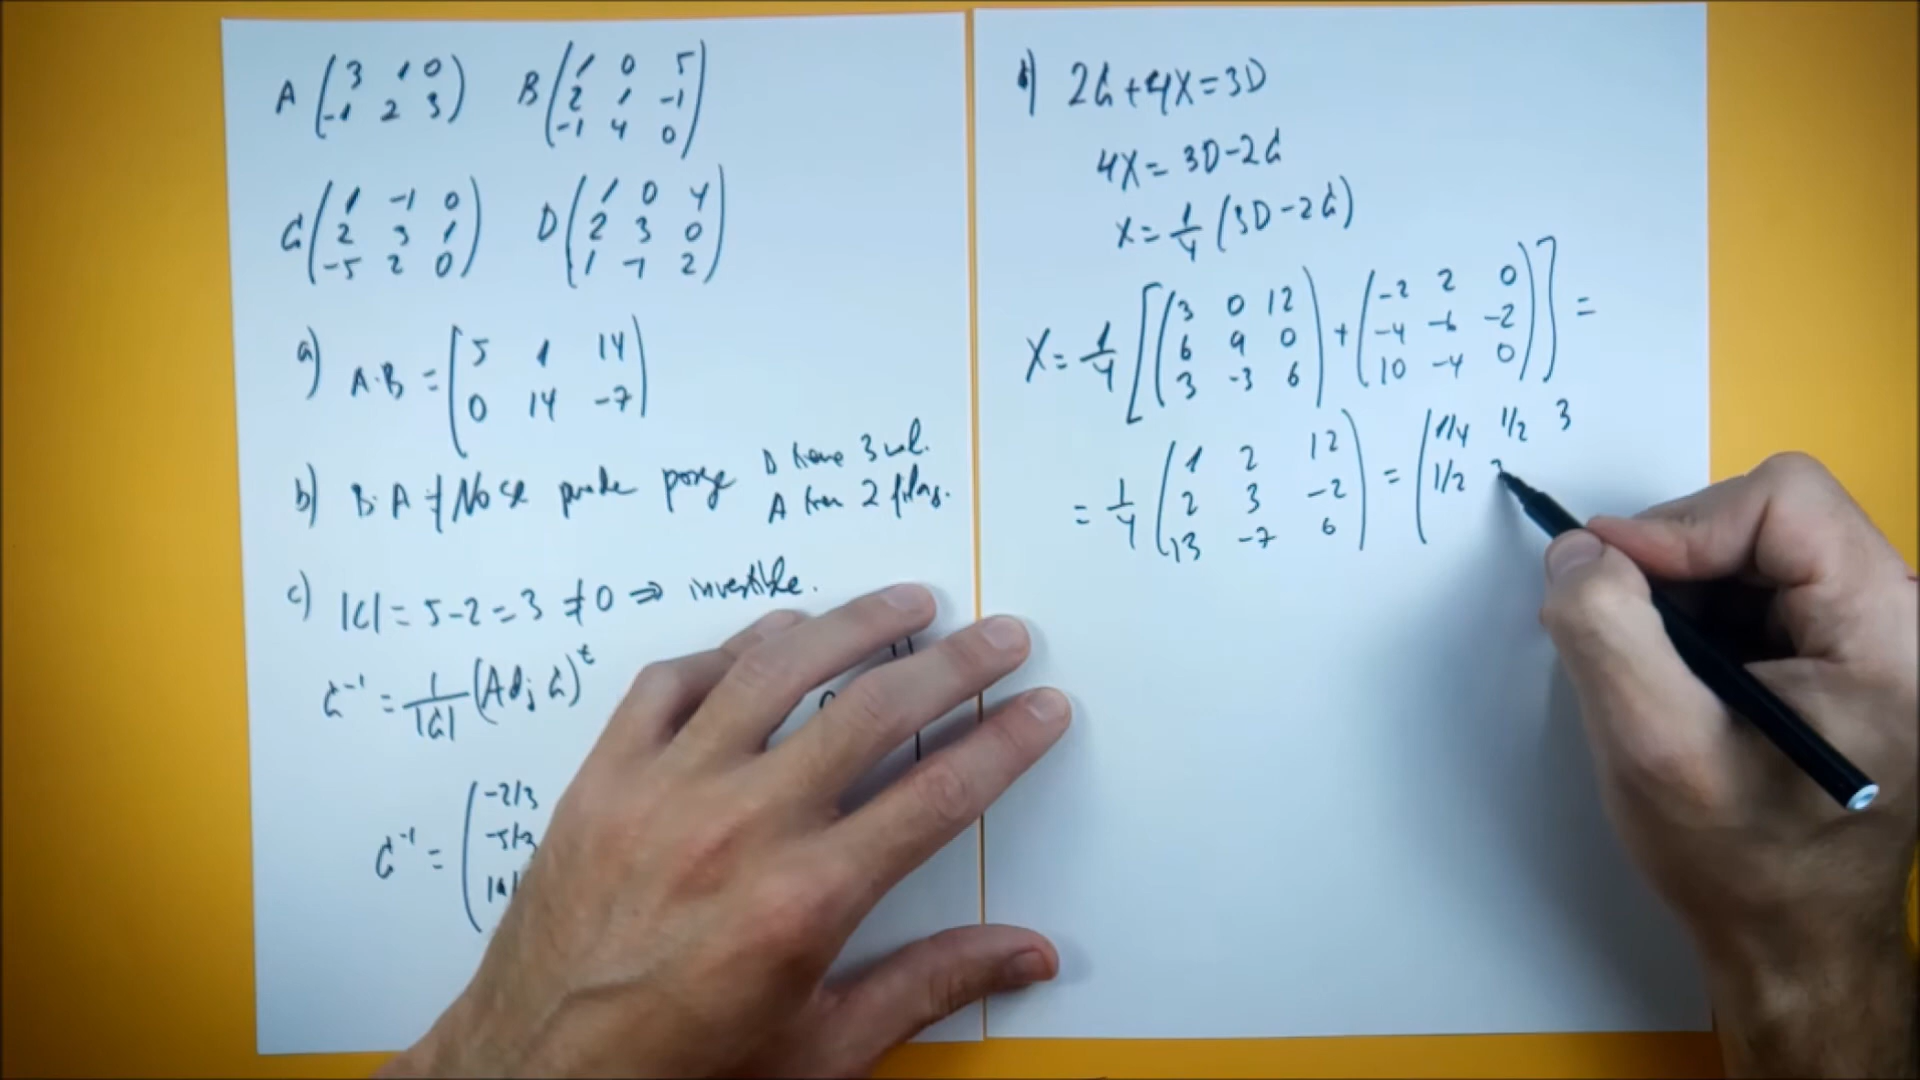 A (3 1 0   B (1 0 5
-1 2 3)   2 1 -1
-1 4 0)
C (1 -1 0   D (1 0 4
2 3 1   2 3 0
-5 2 0)   1 -1 2)
a) A·B = (5 1 14
0 14 -7)
b) B·A ∄ No se puede porque B tiene 3 col.
A tien 2 filas.
c) |C| = 5-2=3 ≠0 ⇒ invertible.
C⁻¹ = 1/|C| (Adj C)^t
C⁻¹ = (-2/3
-5/3
2C+4X=3D
4X= 3D-2C
X= 1/4 (3D-2C)
X= 1/4 [(3 0 12   + (-2 2 0
6 9 0   -4 -6 -2
3 -3 6)   10 -4 0)] =
= 1/4 (1 2 12   = (1/4 1/2 3
2 3 -2   1/2
13 -7 6)